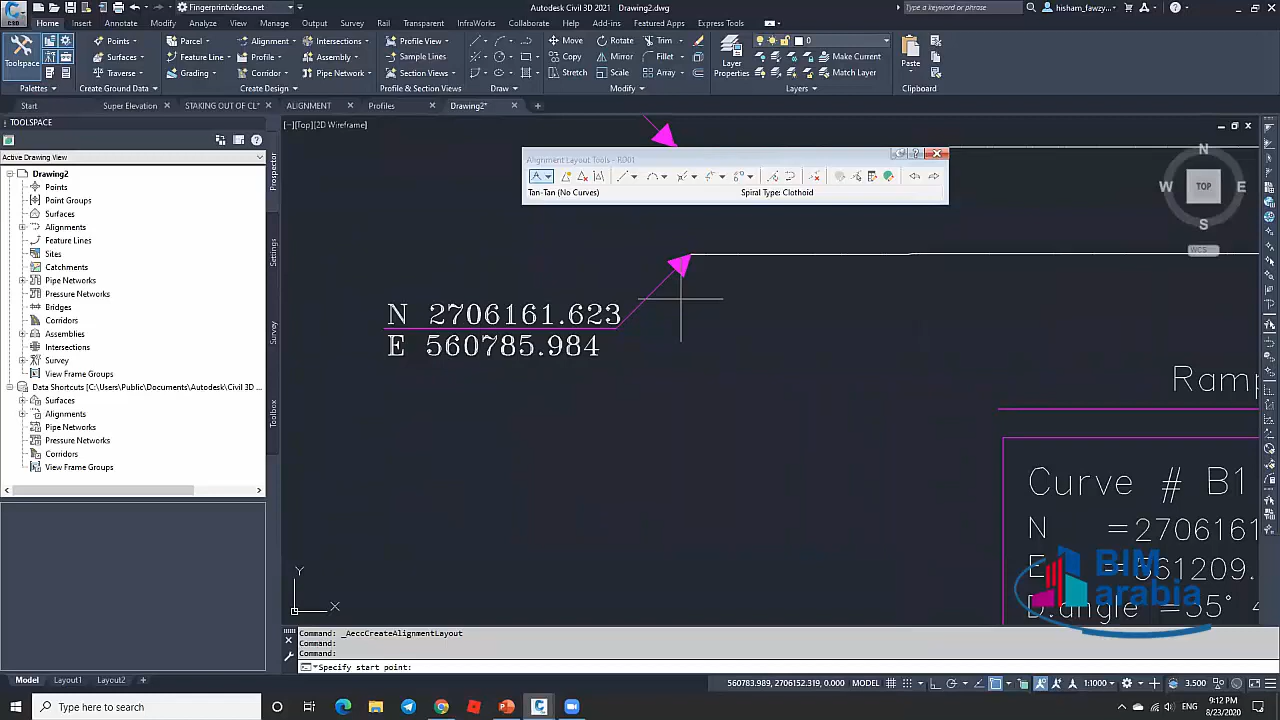 Fingerprintvideos.net
Autodesk Civil 3D 2021 Drawing2.dwg
Type a keyword or phrase
hisham_fawzy...
Home Insert Annotate Modify Analyze View Manage Output Survey Rail Transparent InfraWorks Collaborate Help Add-ins Featured Apps Express Tools
Toolspace
Palettes
Points
Surfaces
Traverse
Create Ground Data
Parcel
Feature Line
Grading
Alignment
Profile
Corridor
Intersections
Assembly
Pipe Network
Create Design
Profile View
Sample Lines
Section Views
Profile & Section Views
Draw
Move Rotate Trim
Copy Mirror Fillet
Stretch Scale Array
Modify
Layer Properties
0
Make Current
Match Layer
Layers
Paste
Clipboard
Start Super Elevation STAKING OUT OF CL* ALIGNMENT Profiles Drawing2*
TOOLSPACE
Active Drawing View
Drawing2
Points
Point Groups
Surfaces
Alignments
Feature Lines
Sites
Catchments
Pipe Networks
Pressure Networks
Bridges
Corridors
Assemblies
Intersections
Survey
View Frame Groups
Data Shortcuts [C:\Users\Public\Documents\Autodesk\Civil 3D ...
Surfaces
Alignments
Pipe Networks
Pressure Networks
Corridors
View Frame Groups
Prospector
Settings
Survey
Toolbox
[−][Top][2D Wireframe]
Alignment Layout Tools - R001
Tan-Tan (No Curves) Spiral Type: Clothoid
N
W TOP E
S
WCS
N 2706161.623
E 560785.984
Ramp
Curve # B1
N =2706161
E =561209.
D.angle =35° 4
BIM
arabia
Y
X
Command: _AeccCreateAlignmentLayout
Command:
Command:
Specify start point:
Model Layout1 Layout2
560783.989, 2706152.319, 0.000 MODEL 1:1000 3.500
Type here to search
ENG
9:12 PM
8/23/2020